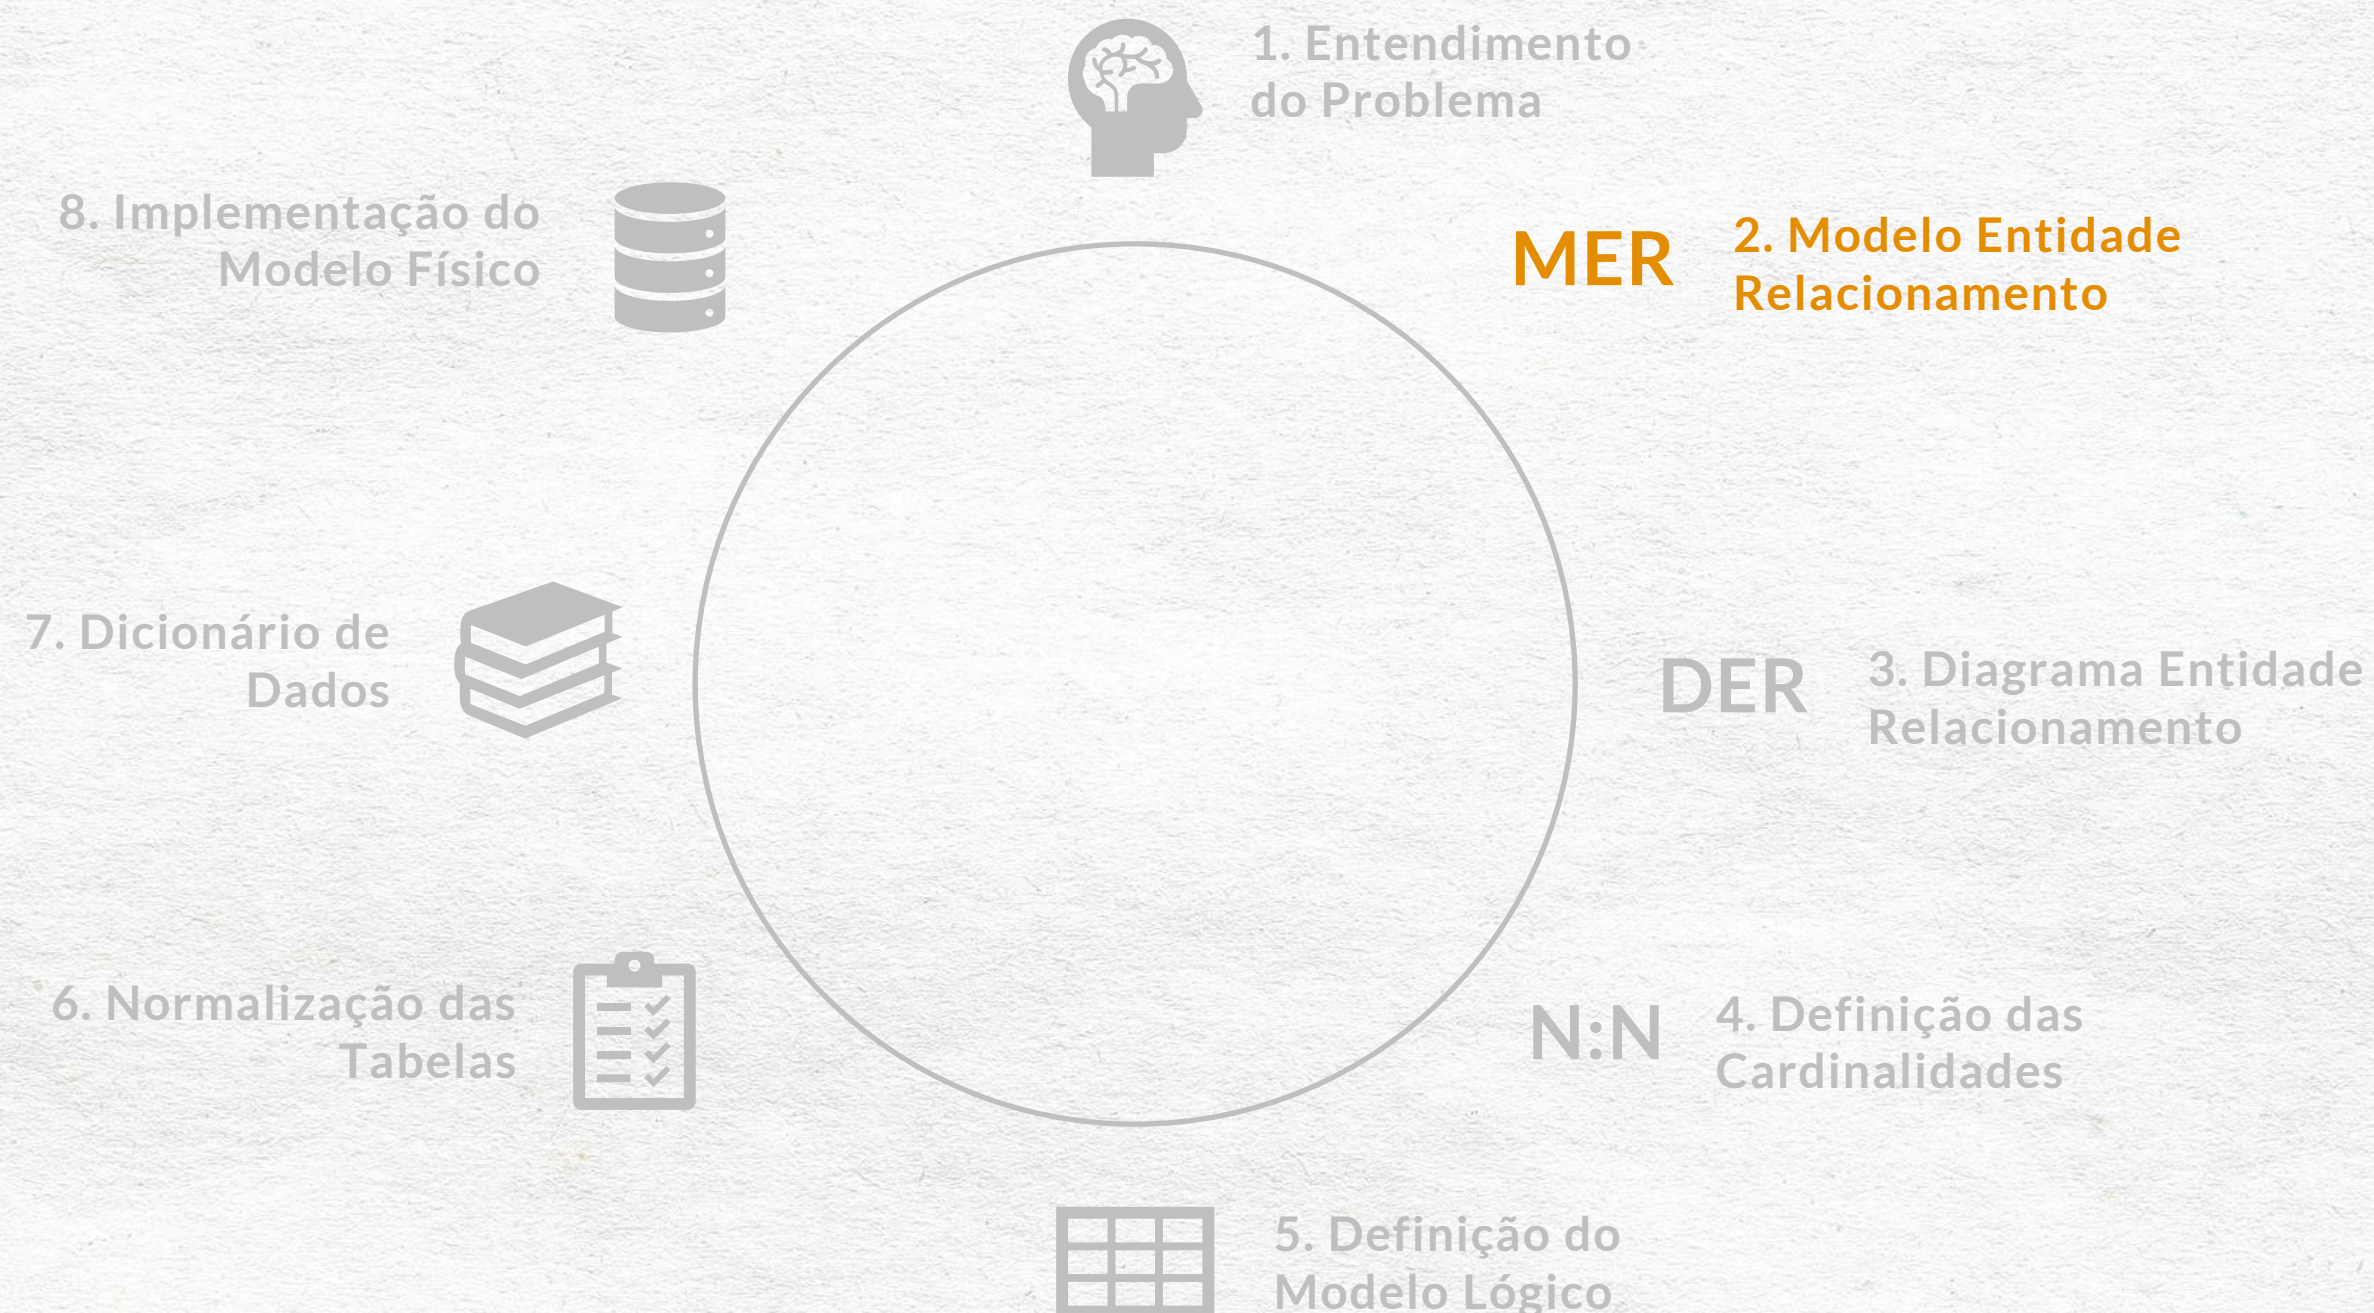 1. Entendimento
do Problema
MER
2. Modelo Entidade
Relacionamento
DER
3. Diagrama Entidade
Relacionamento
N:N
4. Definição das
Cardinalidades
5. Definição do
Modelo Lógico
6. Normalização das
Tabelas
7. Dicionário de
Dados
8. Implementação do
Modelo Físico